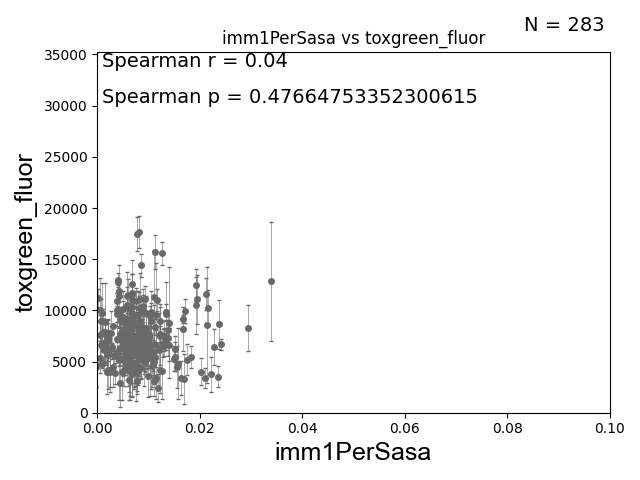 N = 283
imm1PerSasa vs toxgreen_fluor
Spearman r = 0.04
Spearman p = 0.47664753352300615
35000
30000
25000
20000
15000
10000
5000
0
toxgreen_fluor
0.00 0.02 0.04 0.06 0.08 0.10
imm1PerSasa